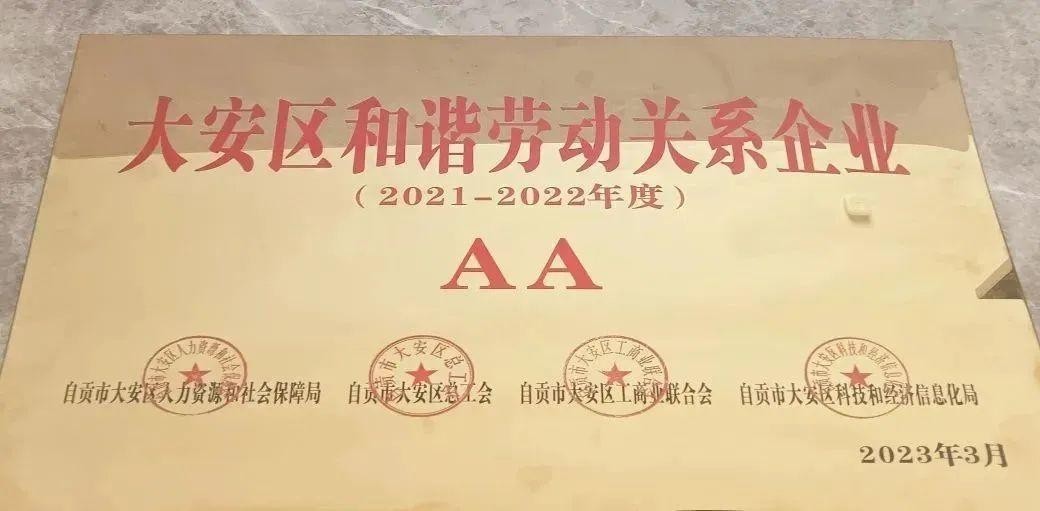 大安区和谐劳动关系企业
（2021-2022年度）
AA
自贡市大安区人力资源和社会保障局 自贡市大安区总工会 自贡市大安区工商业联合会 自贡市大安区科技和经济信息化局
2023年3月